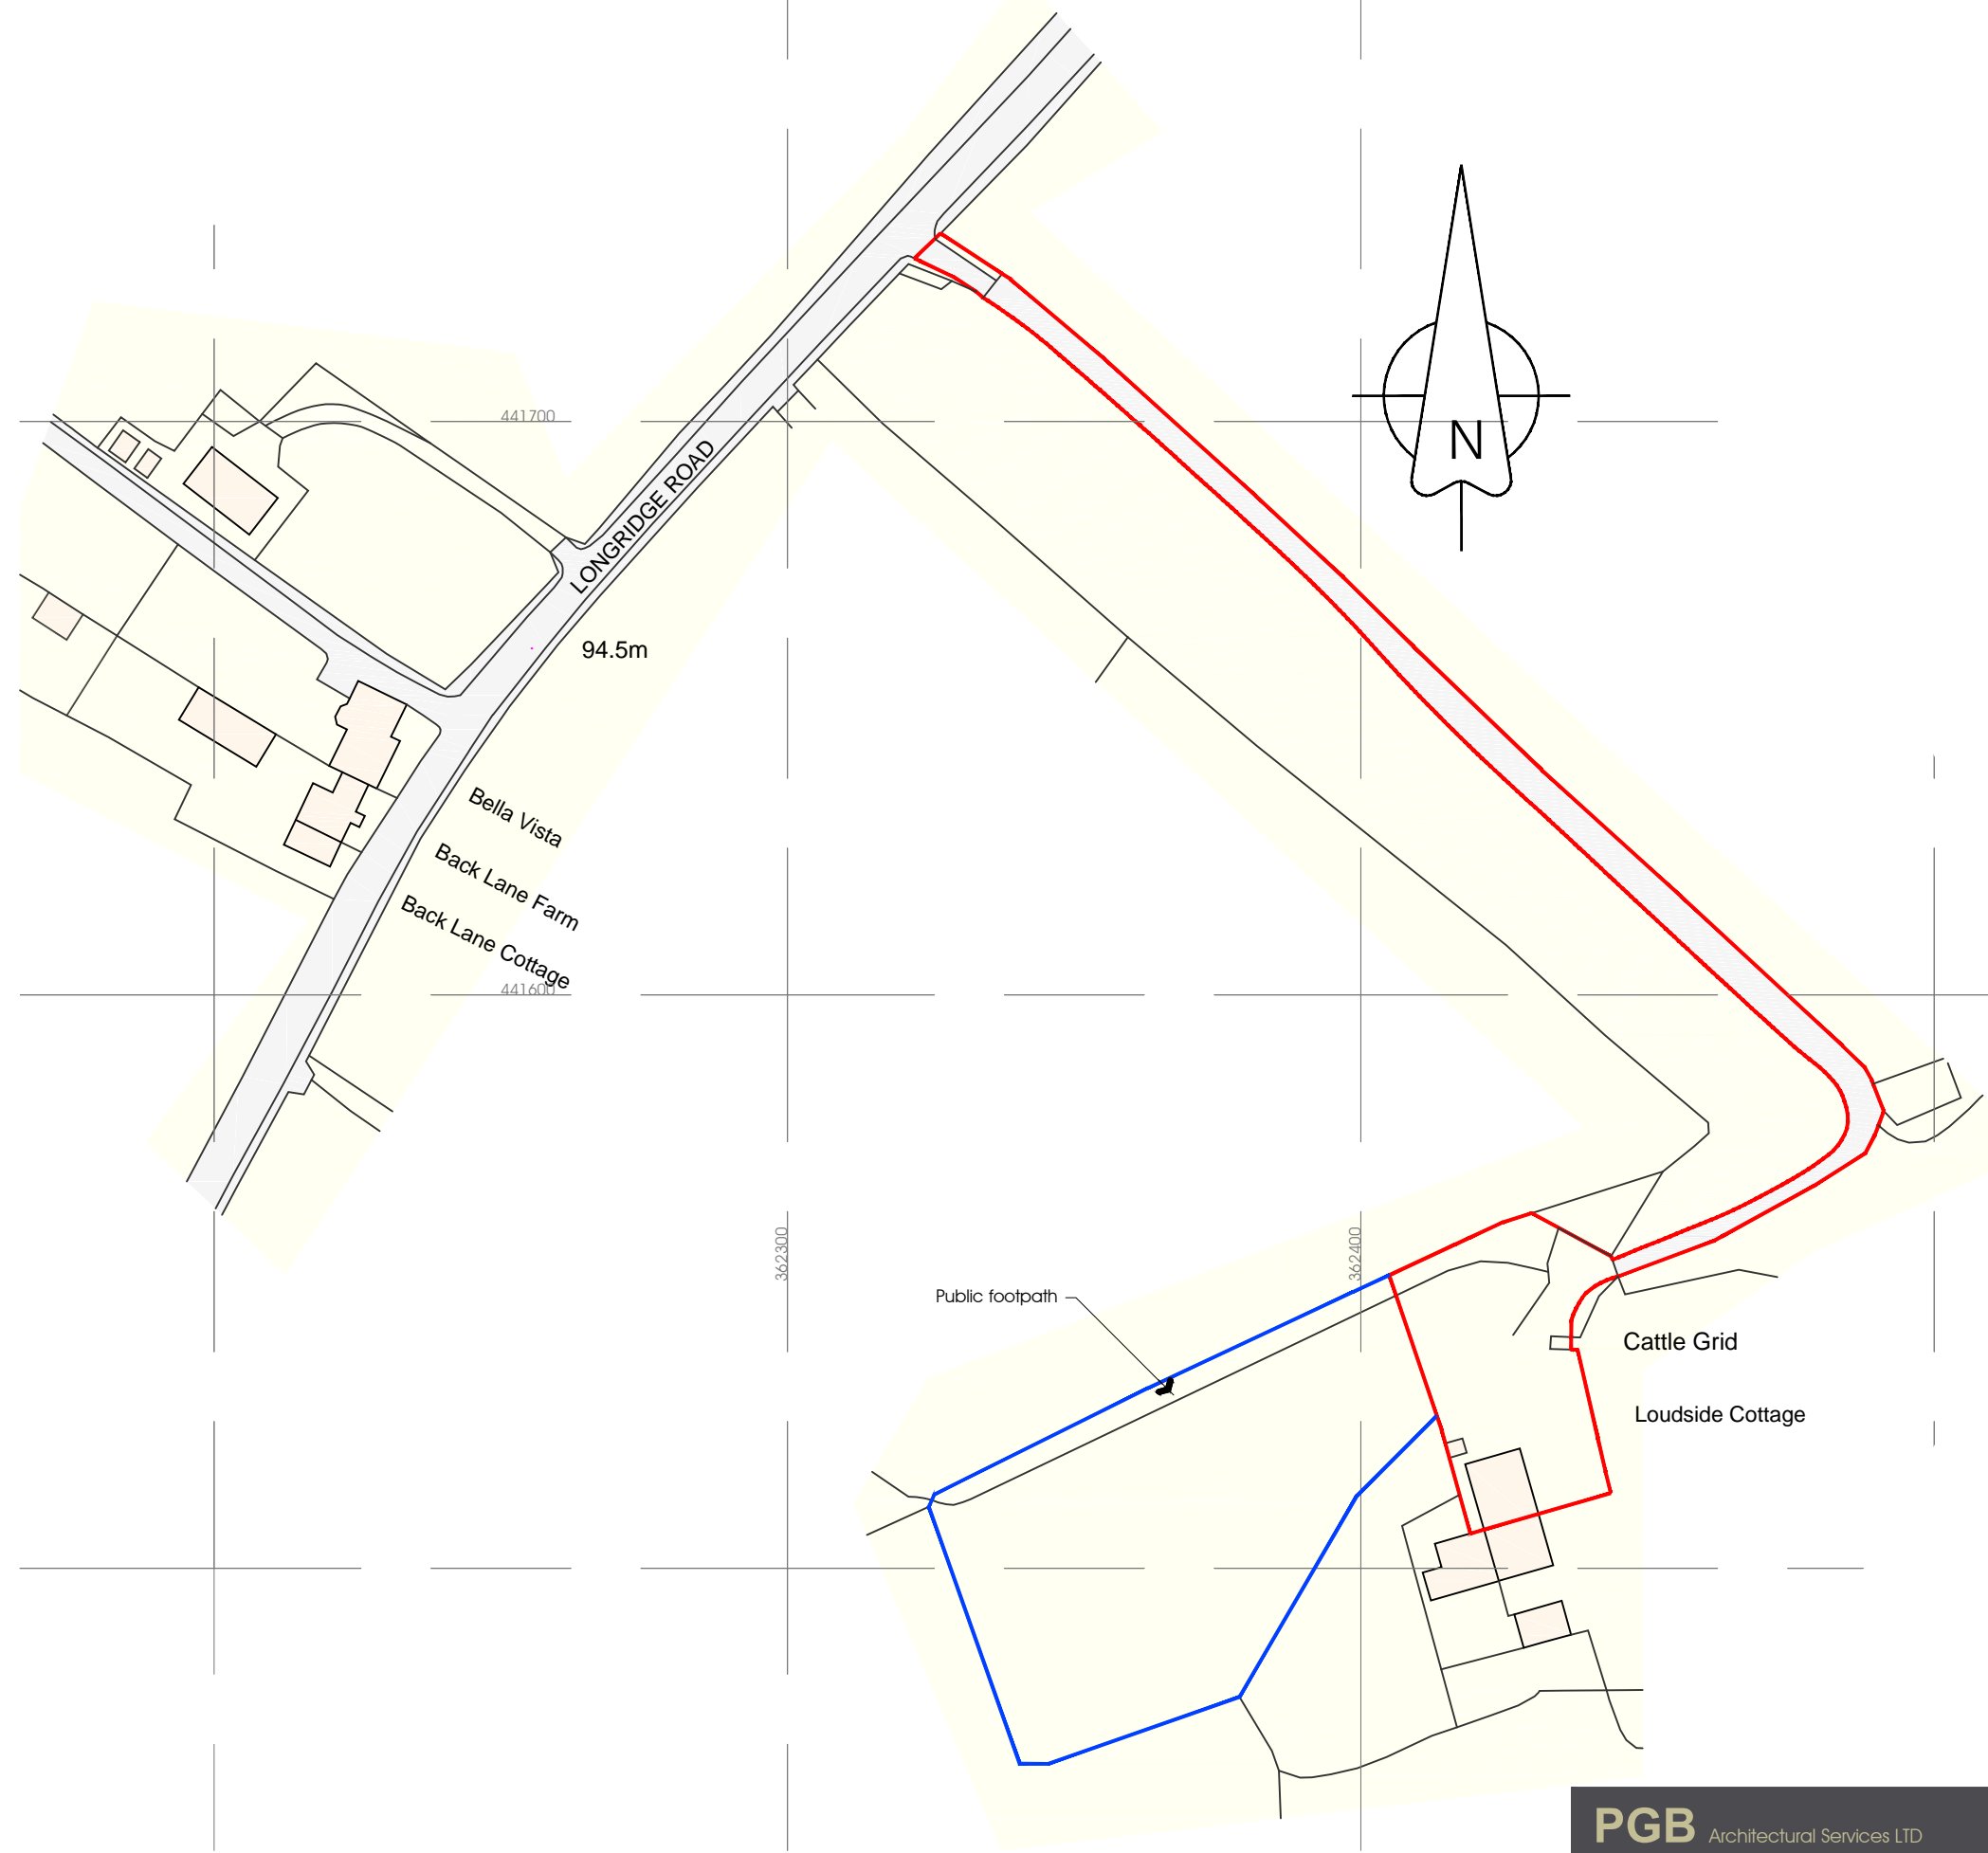 441700
N
LONGRIDGE ROAD
94.5m
Bella Vista
Back Lane Farm
Back Lane Cottage
441600
362300
362400
Public footpath
Cattle Grid
Loudside Cottage
PGB Architectural Services LTD